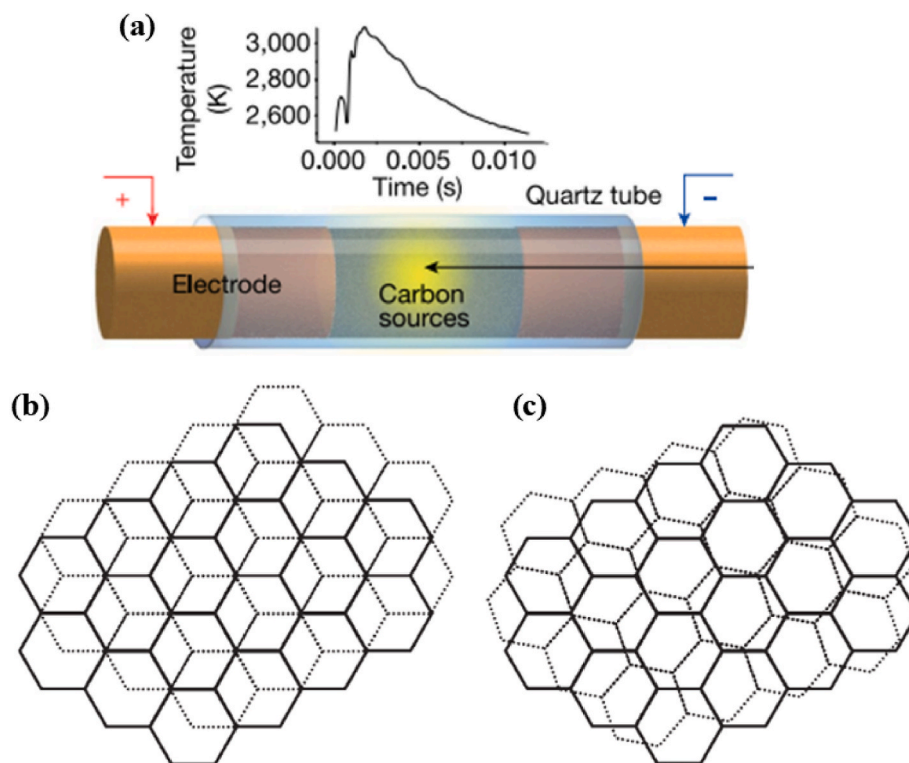 (a)
Temperature
(K)
3,000
2,800
2,600
0.000 0.005 0.010
Time (s)
Quartz tube
+
-
Electrode
Carbon
sources
(b)
(c)